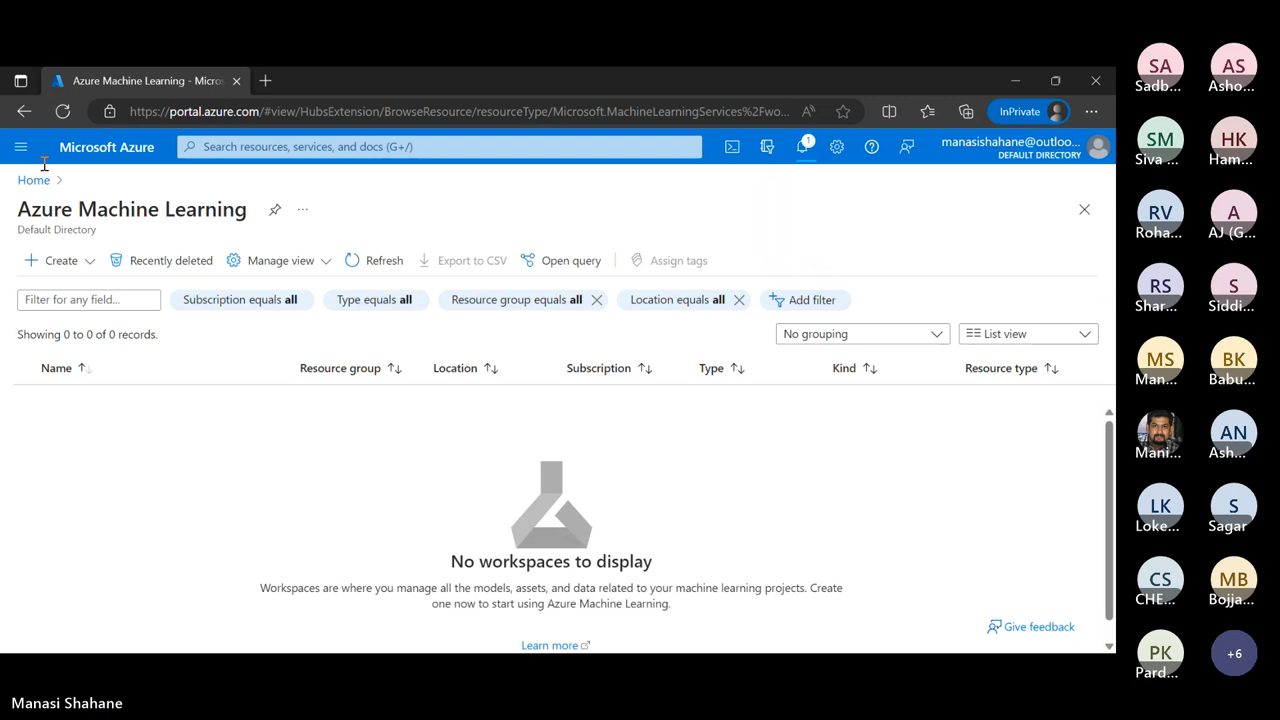 Azure Machine Learning - Micros
https://portal.azure.com/#view/HubsExtension/BrowseResource/resourceType/Microsoft.MachineLearningServices%2Fwo...
InPrivate
Microsoft Azure
Search resources, services, and docs (G+/)
1
manasishahane@outloo...
DEFAULT DIRECTORY
Home
Azure Machine Learning
Default Directory
Create
Recently deleted
Manage view
Refresh
Export to CSV
Open query
Assign tags
Filter for any field...
Subscription equals all
Type equals all
Resource group equals all
Location equals all
Add filter
Showing 0 to 0 of 0 records.
No grouping
List view
Name
Resource group
Location
Subscription
Type
Kind
Resource type
No workspaces to display
Workspaces are where you manage all the models, assets, and data related to your machine learning projects. Create
one now to start using Azure Machine Learning.
Give feedback
Learn more
SA
Sadb...
AS
Asho...
SM
Siva ...
HK
Ham...
RV
Roha...
A
AJ (G...
RS
Shar...
S
Siddi...
MS
Man...
BK
Babu...
Mani...
AN
Ash...
LK
Loke...
S
Sagar
CS
CHE...
MB
Bojja...
PK
Pard...
+6
Manasi Shahane